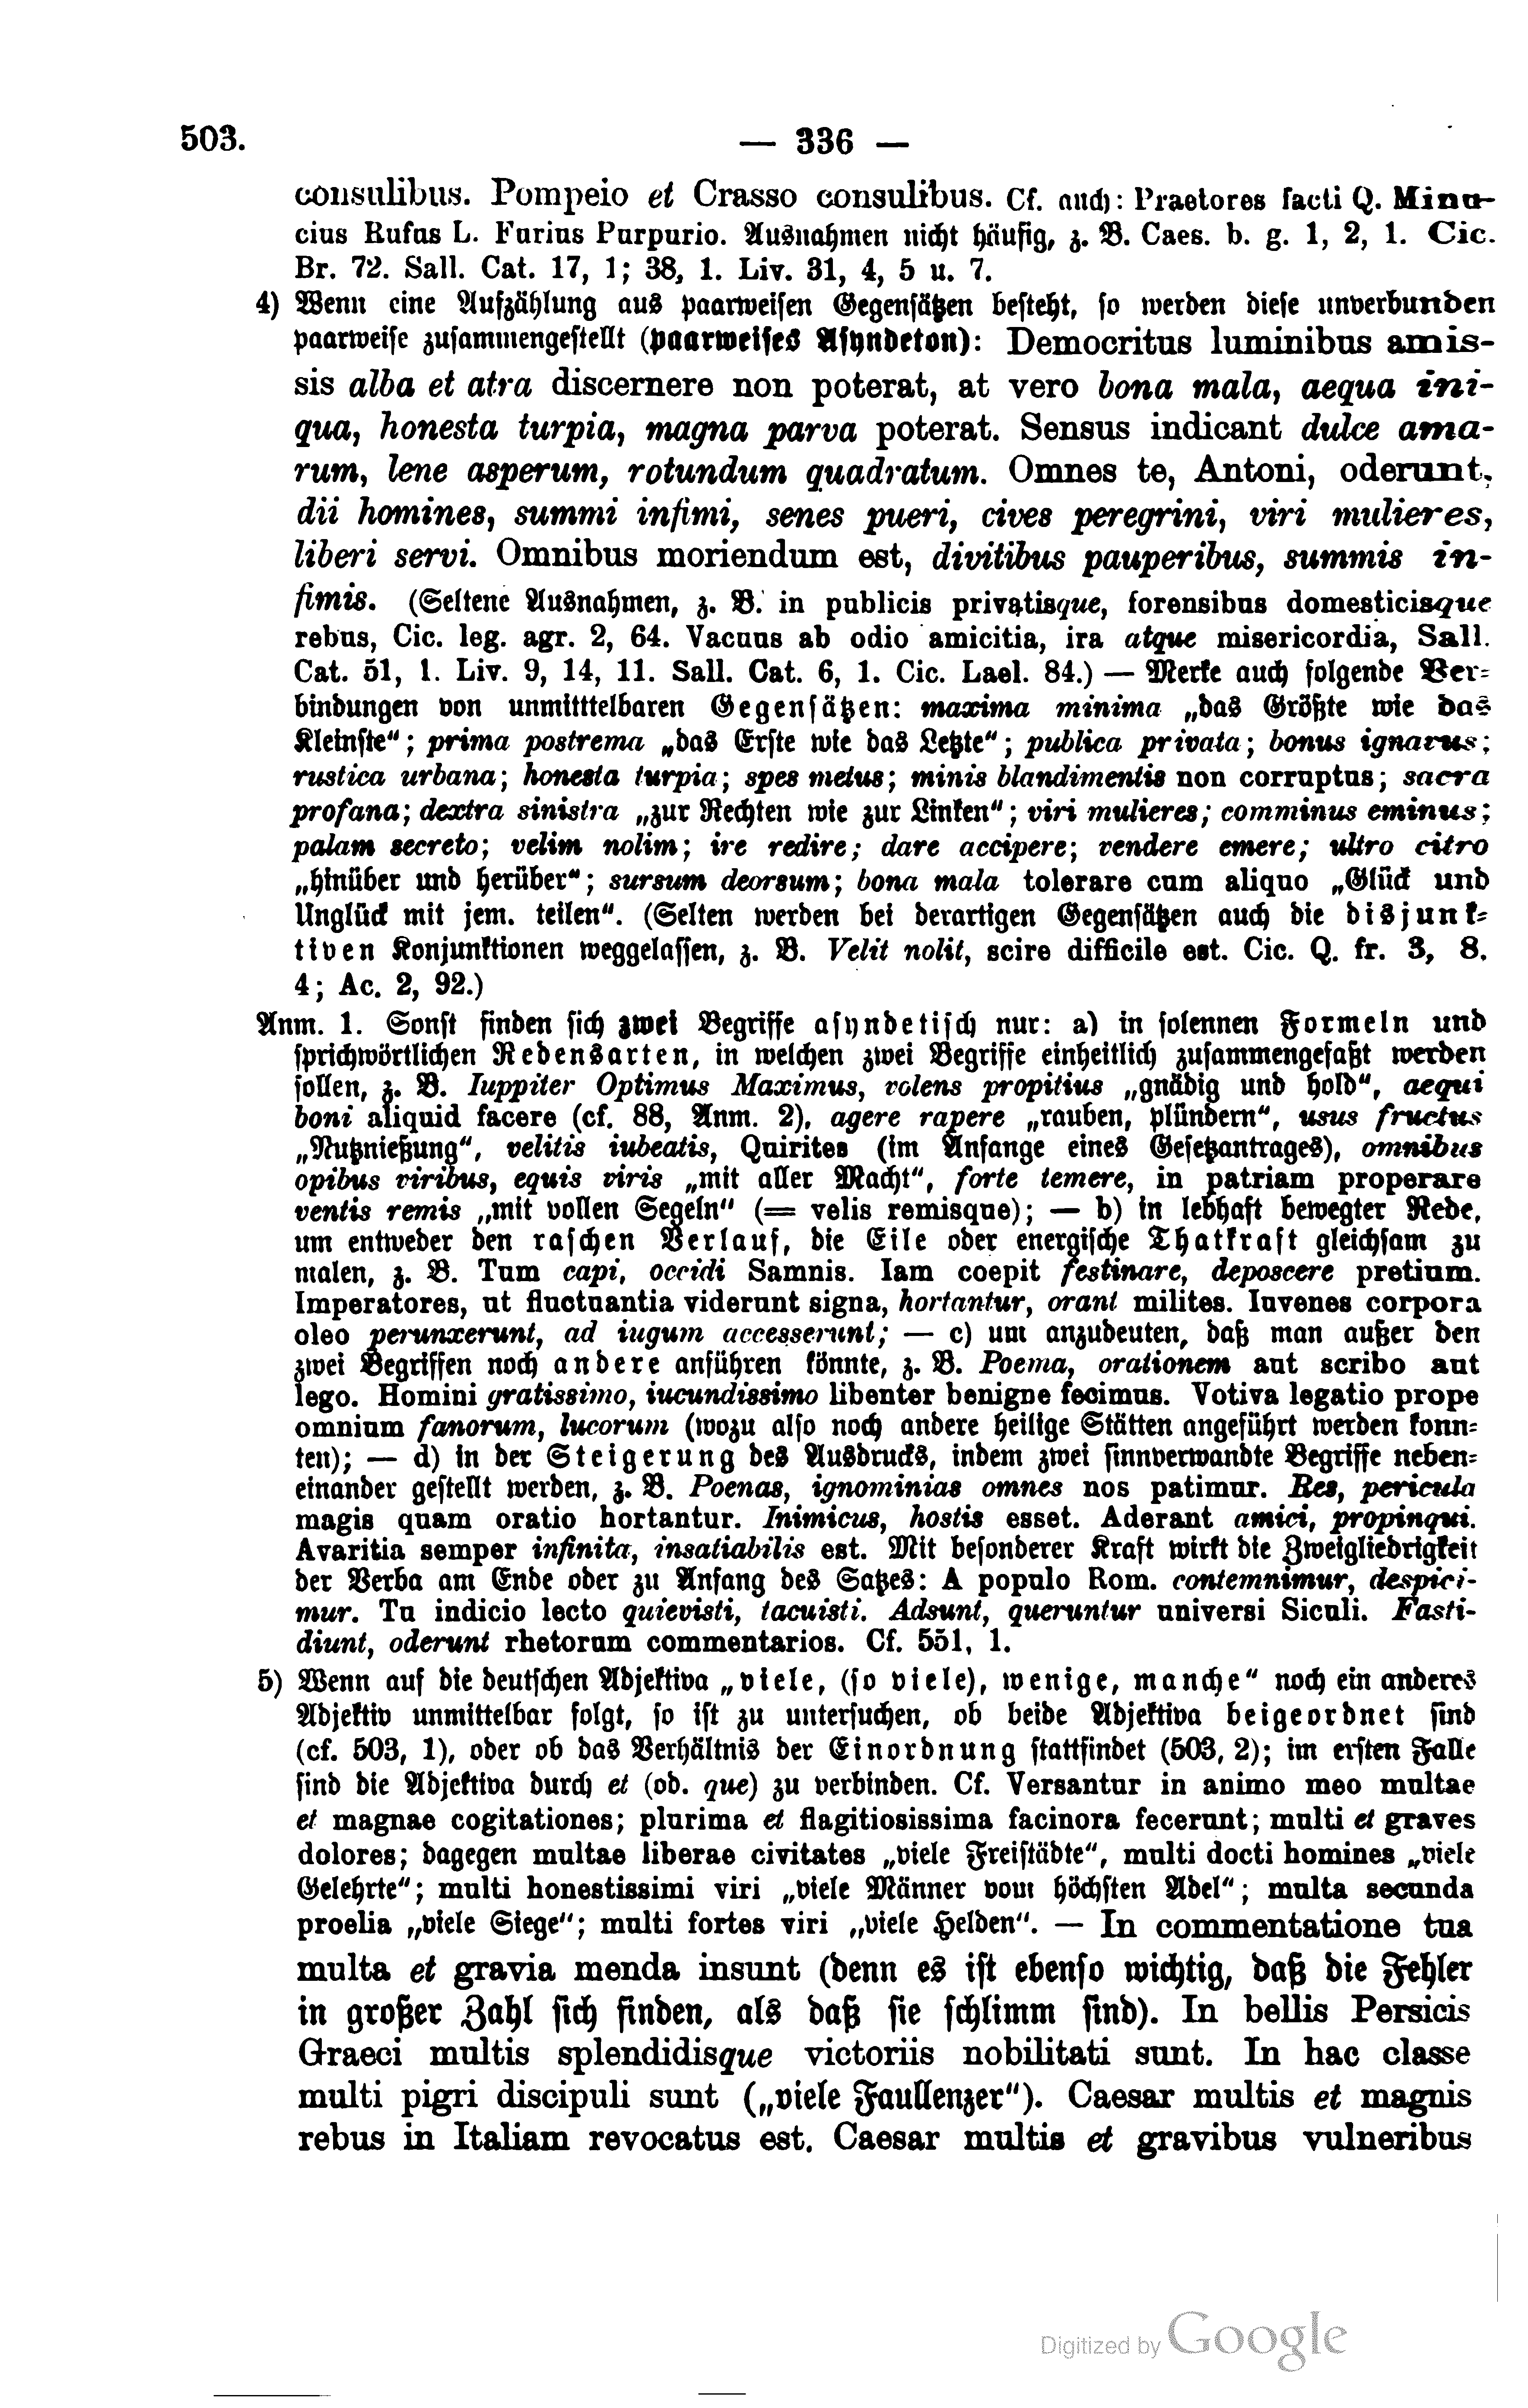 503.
— 336 —
consulibus. Pompeio et Crasso consulibus. Cf. auch: Praetores facti Q. Minu-
cius Rufus L. Furius Purpurio. Ausnahmen nicht häufig, z. B. Caes. b. g. 1, 2, 1. Cic.
Br. 72. Sall. Cat. 17, 1; 38, 1. Liv. 31, 4, 5 u. 7.
4) Wenn eine Aufzählung aus paarweisen Gegensätzen besteht, so werden diese unverbunden
paarweise zusammengestellt (paarweises Asyndeton): Democritus luminibus amis-
sis alba et atra discernere non poterat, at vero bona mala, aequa ini-
qua, honesta turpia, magna parva poterat. Sensus indicant dulce ama-
rum, lene asperum, rotundum quadratum. Omnes te, Antoni, oderunt,
dii homines, summi infimi, senes pueri, cives peregrini, viri mulieres,
liberi servi. Omnibus moriendum est, divitibus pauperibus, summis in-
fimis. (Seltene Ausnahmen, z. B. in publicis privatisque, forensibus domesticisque
rebus, Cic. leg. agr. 2, 64. Vacuus ab odio amicitia, ira atque misericordia, Sall.
Cat. 51, 1. Liv. 9, 14, 11. Sall. Cat. 6, 1. Cic. Lael. 84.) — Merke auch folgende Ver-
bindungen von unmitttelbaren Gegensätzen: maxima minima „das Größte wie das
Kleinste“; prima postrema „das Erste wie das Letzte“; publica privata; bonus ignarus;
rustica urbana; honesta turpia; spes metus; minis blandimentis non corruptus; sacra
profana; dextra sinistra „zur Rechten wie zur Linken“; viri mulieres; comminus eminus;
palam secreto; velim nolim; ire redire; dare accipere; vendere emere; ultro citro
„hinüber und herüber“; sursum deorsum; bona mala tolerare cum aliquo „Glück und
Unglück mit jem. teilen“. (Selten werden bei derartigen Gegensätzen auch die disjunk-
tiven Konjunktionen weggelassen, z. B. Velit nolit, scire difficile est. Cic. Q. fr. 3, 8,
4; Ac. 2, 92.)
Anm. 1. Sonst finden sich zwei Begriffe asyndetisch nur: a) in solennen Formeln und
sprichwörtlichen Redensarten, in welchen zwei Begriffe einheitlich zusammengefaßt werden
sollen, z. B. Iuppiter Optimus Maximus, volens propitius „gnädig und hold“, aequi
boni aliquid facere (cf. 88, Anm. 2), agere rapere „rauben, plündern“, usus fructus
„Nutznießung“, velitis iubeatis, Quirites (im Anfange eines Gesetzantrages), omnibus
opibus viribus, equis viris „mit aller Macht“, forte temere, in patriam properare
ventis remis „mit vollen Segeln“ (= velis remisque); — b) in lebhaft bewegter Rede,
um entweder den raschen Verlauf, die Eile oder energische Thatkraft gleichsam zu
malen, z. B. Tum capi, occidi Samnis. Iam coepit festinare, deposcere pretium.
Imperatores, ut fluctuantia viderunt signa, hortantur, orant milites. Iuvenes corpora
oleo perunxerunt, ad iugum accesserunt; — c) um anzudeuten, daß man außer den
zwei Begriffen noch andere anführen könnte, z. B. Poema, orationem aut scribo aut
lego. Homini gratissimo, iucundissimo libenter benigne fecimus. Votiva legatio prope
omnium fanorum, lucorum (wozu also noch andere heilige Stätten angeführt werden konn-
ten); — d) in der Steigerung des Ausdrucks, indem zwei sinnverwandte Begriffe neben-
einander gestellt werden, z. B. Poenas, ignominias omnes nos patimur. Res, pericula
magis quam oratio hortantur. Inimicus, hostis esset. Aderant amici, propinqui.
Avaritia semper infinita, insatiabilis est. Mit besonderer Kraft wirkt die Zweigliedrigkeit
der Verba am Ende oder zu Anfang des Satzes: A populo Rom. contemnimur, despici-
mur. Tu indicio lecto quievisti, tacuisti. Adsunt, queruntur universi Siculi. Fasti-
diunt, oderunt rhetorum commentarios. Cf. 551, 1.
5) Wenn auf die deutschen Adjektiva „viele, (so viele), wenige, manche“ noch ein anderes
Adjektiv unmittelbar folgt, so ist zu untersuchen, ob beide Adjektiva beigeordnet sind
(cf. 503, 1), oder ob das Verhältnis der Einordnung stattfindet (503, 2); im ersten Falle
sind die Adjektiva durch et (od. que) zu verbinden. Cf. Versantur in animo meo multae
et magnae cogitationes; plurima et flagitiosissima facinora fecerunt; multi et graves
dolores; dagegen multae liberae civitates „viele Freistädte“, multi docti homines „viele
Gelehrte“; multi honestissimi viri „viele Männer vom höchsten Adel“; multa secunda
proelia „viele Siege“; multi fortes viri „viele Helden“. — In commentatione tua
multa et gravia menda insunt (denn es ist ebenso wichtig, daß die Fehler
in großer Zahl sich finden, als daß sie schlimm sind). In bellis Persicis
Graeci multis splendidisque victoriis nobilitati sunt. In hac classe
multi pigri discipuli sunt („viele Faullenzer“). Caesar multis et magnis
rebus in Italiam revocatus est. Caesar multis et gravibus vulneribus
Digitized by Google